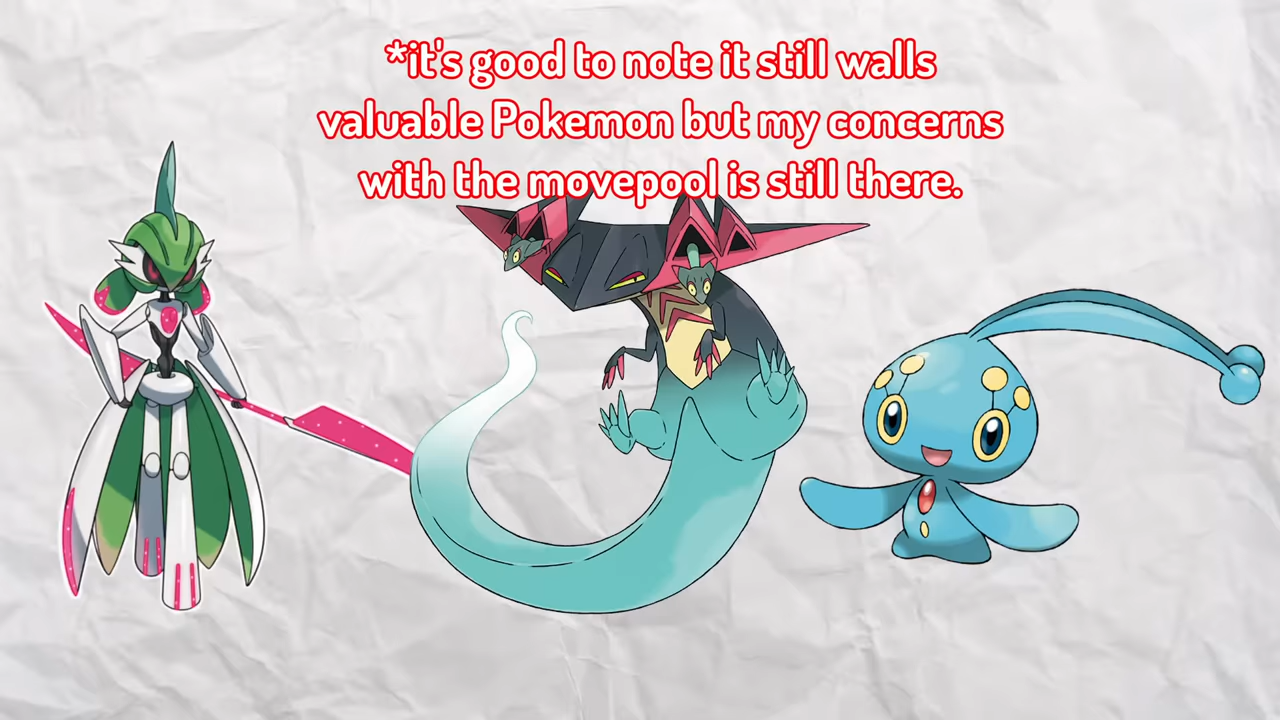 *it's good to note it still walls
valuable Pokemon but my concerns
with the movepool is still there.